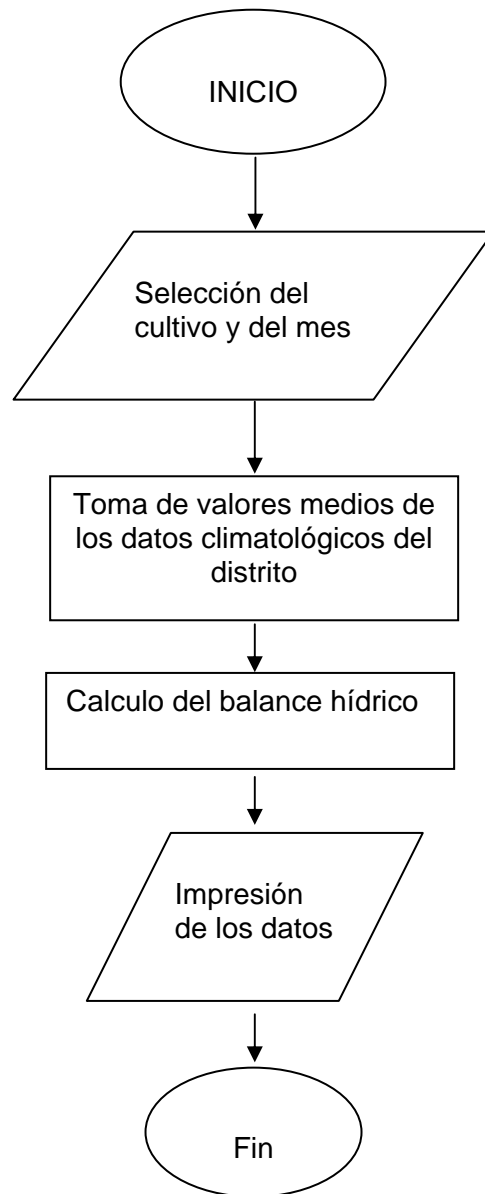 INICIO
Selección del
cultivo y del mes
Toma de valores medios de
los datos climatológicos del
distrito
Calculo del balance hídrico
Impresión
de los datos
Fin